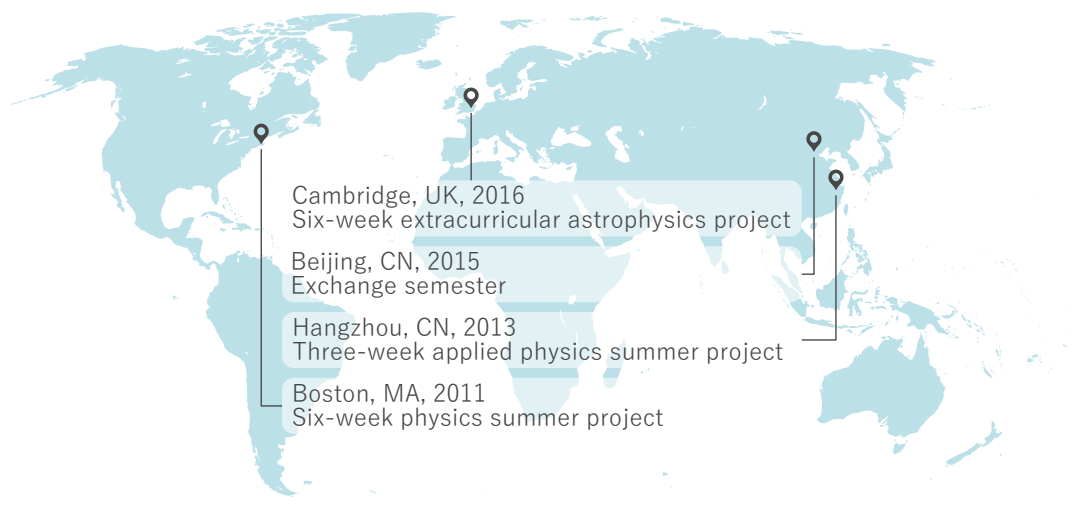 Cambridge, UK, 2016
Six-week extracurricular astrophysics project
Beijing, CN, 2015
Exchange semester
Hangzhou, CN, 2013
Three-week applied physics summer project
Boston, MA, 2011
Six-week physics summer project